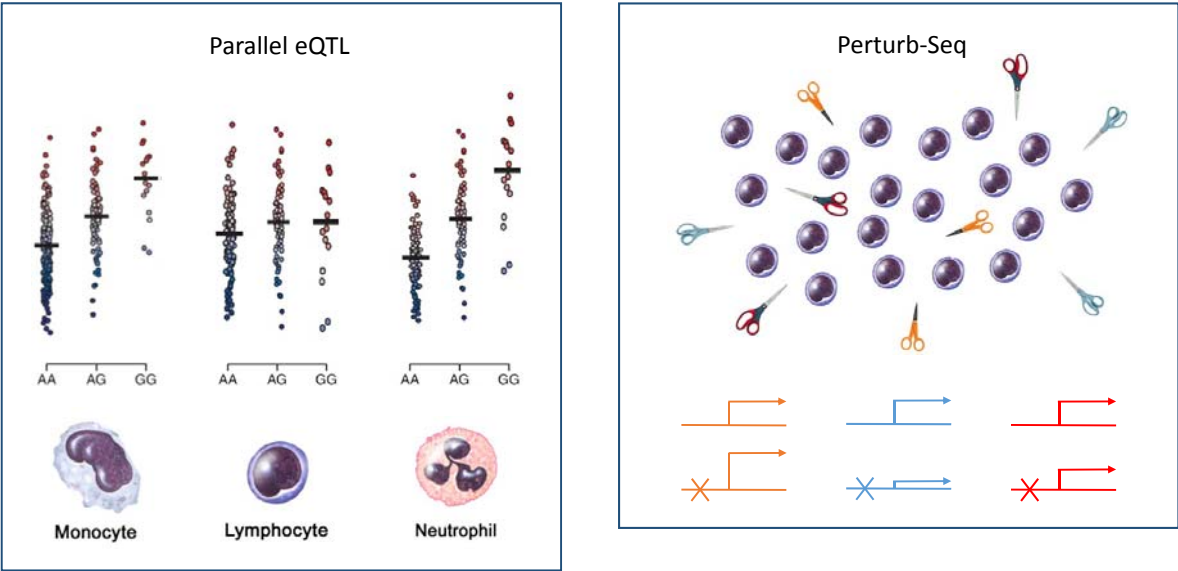 Parallel eQTL
AA AG GG AA AG GG AA AG GG
Monocyte Lymphocyte Neutrophil
Perturb-Seq